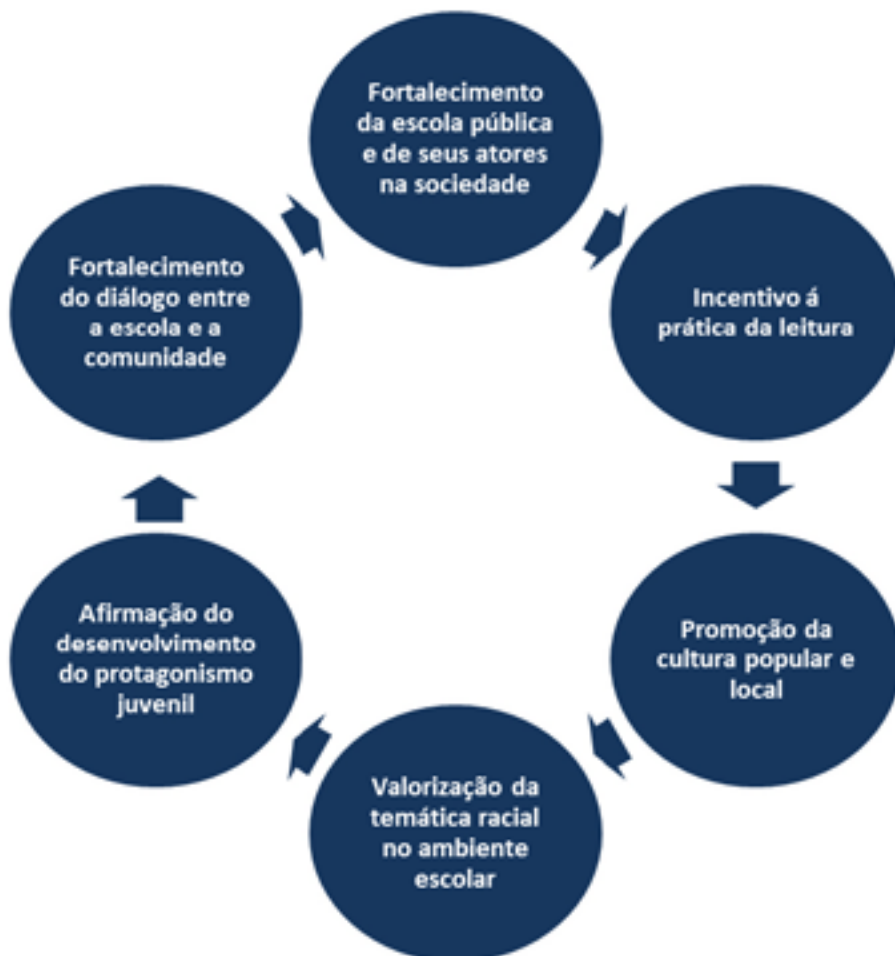 Fortalecimento
da escola pública
e de seus atores
na sociedade
Incentivo á
prática da leitura
Promoção da
cultura popular e
local
Valorização da
temática racial
no ambiente
escolar
Afirmação do
desenvolvimento
do protagonismo
juvenil
Fortalecimento
do diálogo entre
a escola e a
comunidade